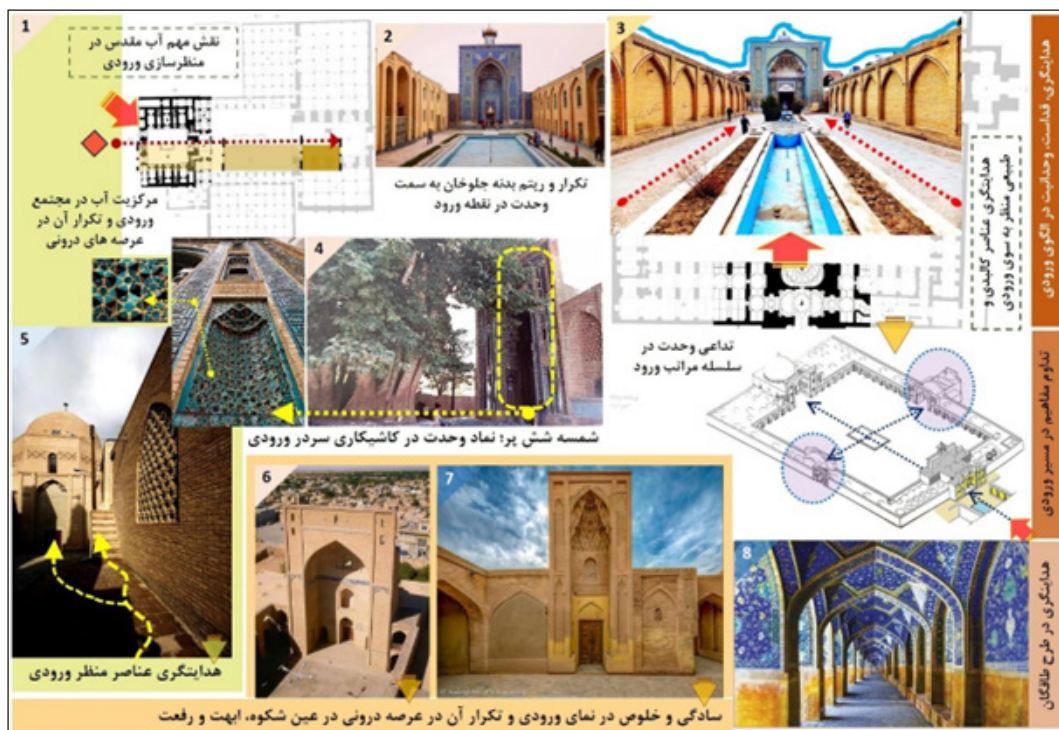 1
نقش مهم آب مقدس در
منظرسازی ورودی
مرکزیت آب در مجتمع
ورودی و تکرار آن در
عرصه های درونی
2
تکرار و ریتم بدنه جلوخان به سمت
وحدت در نقطه ورود
3
هدایتگری عناصر کالبدی و
طبیعی منظر به سوی ورودی
هدایتگری، قداست، وحدانیت در الگوی ورودی
تداعی وحدت در
سلسله مراتب ورود
4
شمسه شش پر؛ نماد وحدت در کاشیکاری سردر ورودی
5
هدایتگری عناصر منظر ورودی
تداوم مفاهیم در مسیر ورودی
6
7
سادگی و خلوص در نمای ورودی و تکرار آن در عرصه درونی در عین شکوه، ابهت و رفعت
8
هدایتگری در طرح طاقگان